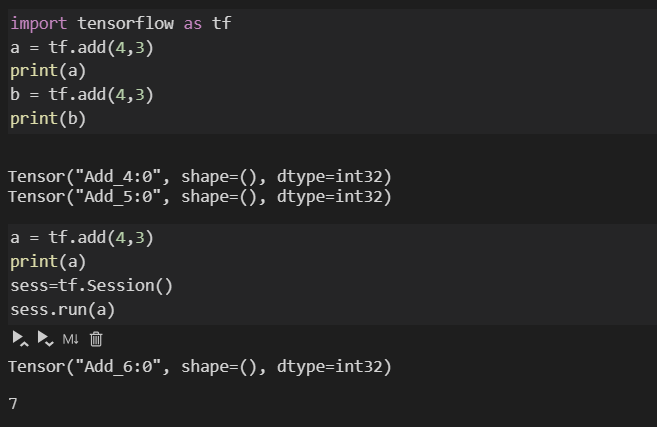 import tensorflow as tf
a = tf.add(4,3)
print(a)
b = tf.add(4,3)
print(b)
Tensor("Add_4:0", shape=(), dtype=int32)
Tensor("Add_5:0", shape=(), dtype=int32)
a = tf.add(4,3)
print(a)
sess=tf.Session()
sess.run(a)
M↓
Tensor("Add_6:0", shape=(), dtype=int32)
7